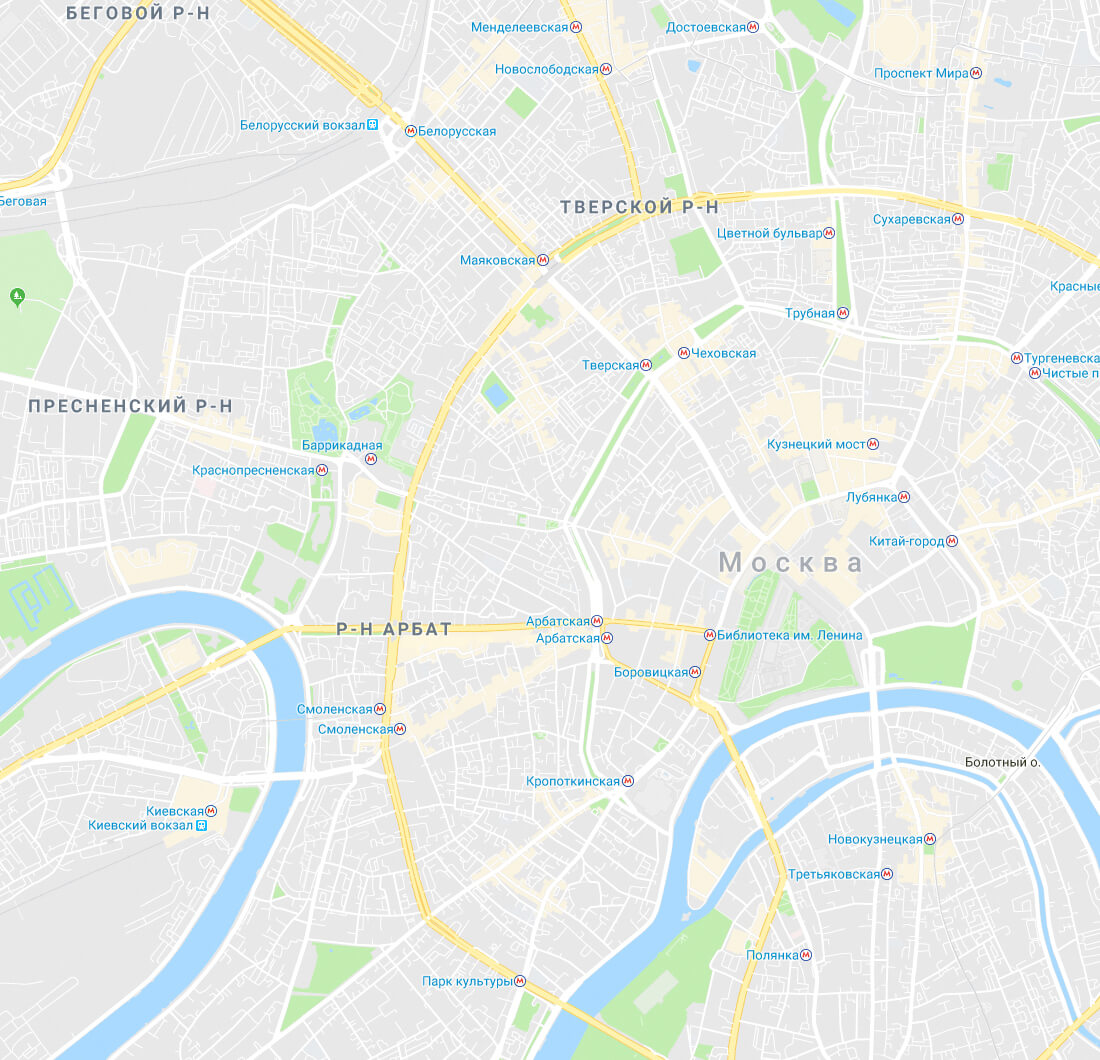 БЕГОВОЙ Р-Н
Менделеевская
Достоевская
Новослободская
Проспект Мира
Белорусский вокзал
Белорусская
Беговая
ТВЕРСКОЙ Р-Н
Сухаревская
Цветной бульвар
Маяковская
Красные
Трубная
Чеховская
Тургеневска
Тверская
Чистые п
ПРЕСНЕНСКИЙ Р-Н
Баррикадная
Кузнецкий мост
Краснопресненская
Лубянка
Китай-город
Москва
Арбатская
Р-Н АРБАТ
Арбатская
Библиотека им. Ленина
Боровицкая
Смоленская
Смоленская
Болотный о.
Кропоткинская
Киевская
Киевский вокзал
Новокузнецкая
Третьяковская
Полянка
Парк культуры